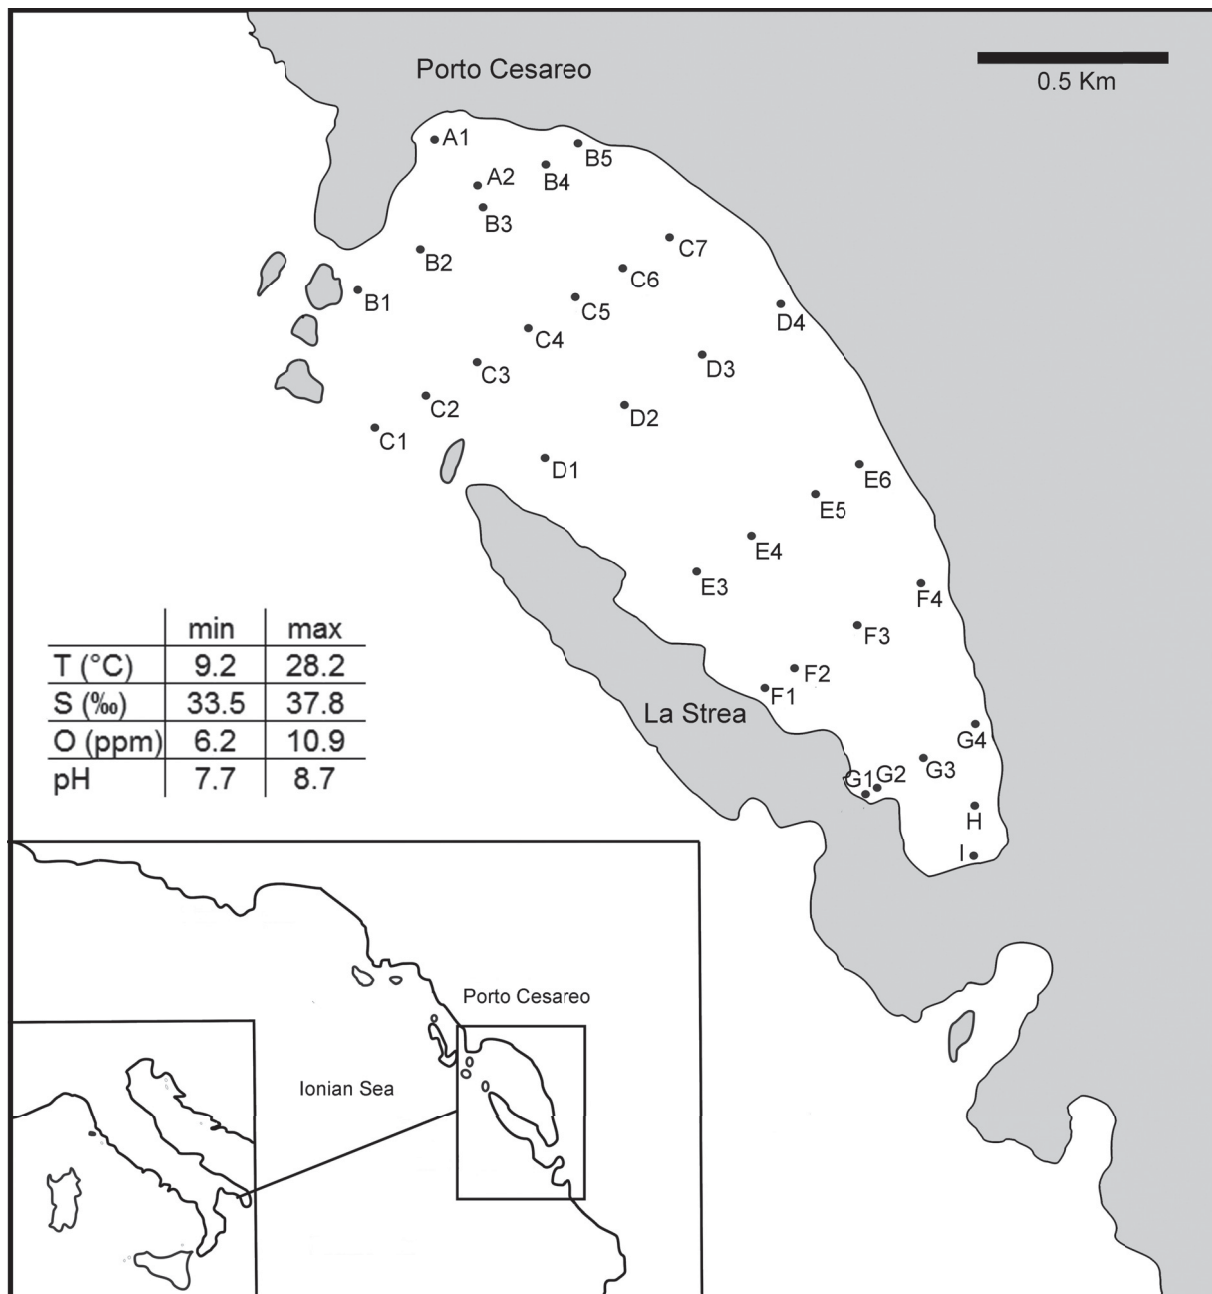 Porto Cesareo
0.5 Km
A1
B5
A2
B4
B3
C7
B2
C6
B1
C5
D4
C4
D3
C3
C2
D2
C1
D1
E6
E5
E4
E3
F4
F3
F2
F1
La Strea
G4
G3
G1
G2
H
I
min max
T (°C) 9.2 28.2
S (‰) 33.5 37.8
O (ppm) 6.2 10.9
pH 7.7 8.7
Porto Cesareo
Ionian Sea